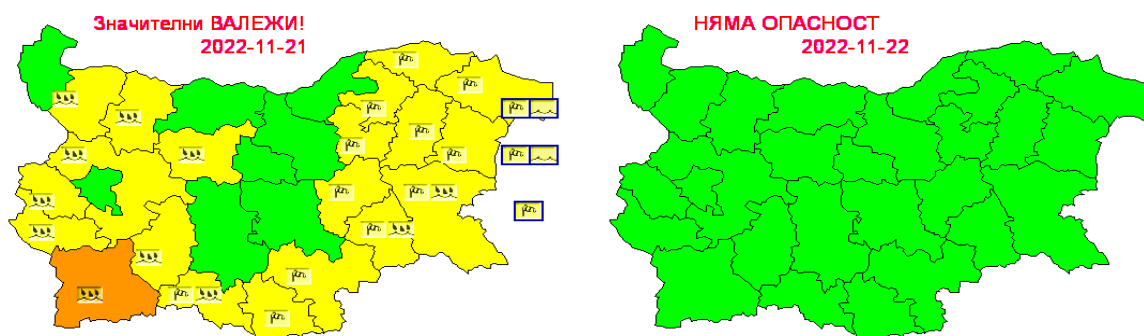 Значителни ВАЛЕЖИ!
2022-11-21
НЯМА ОПАСНОСТ
2022-11-22